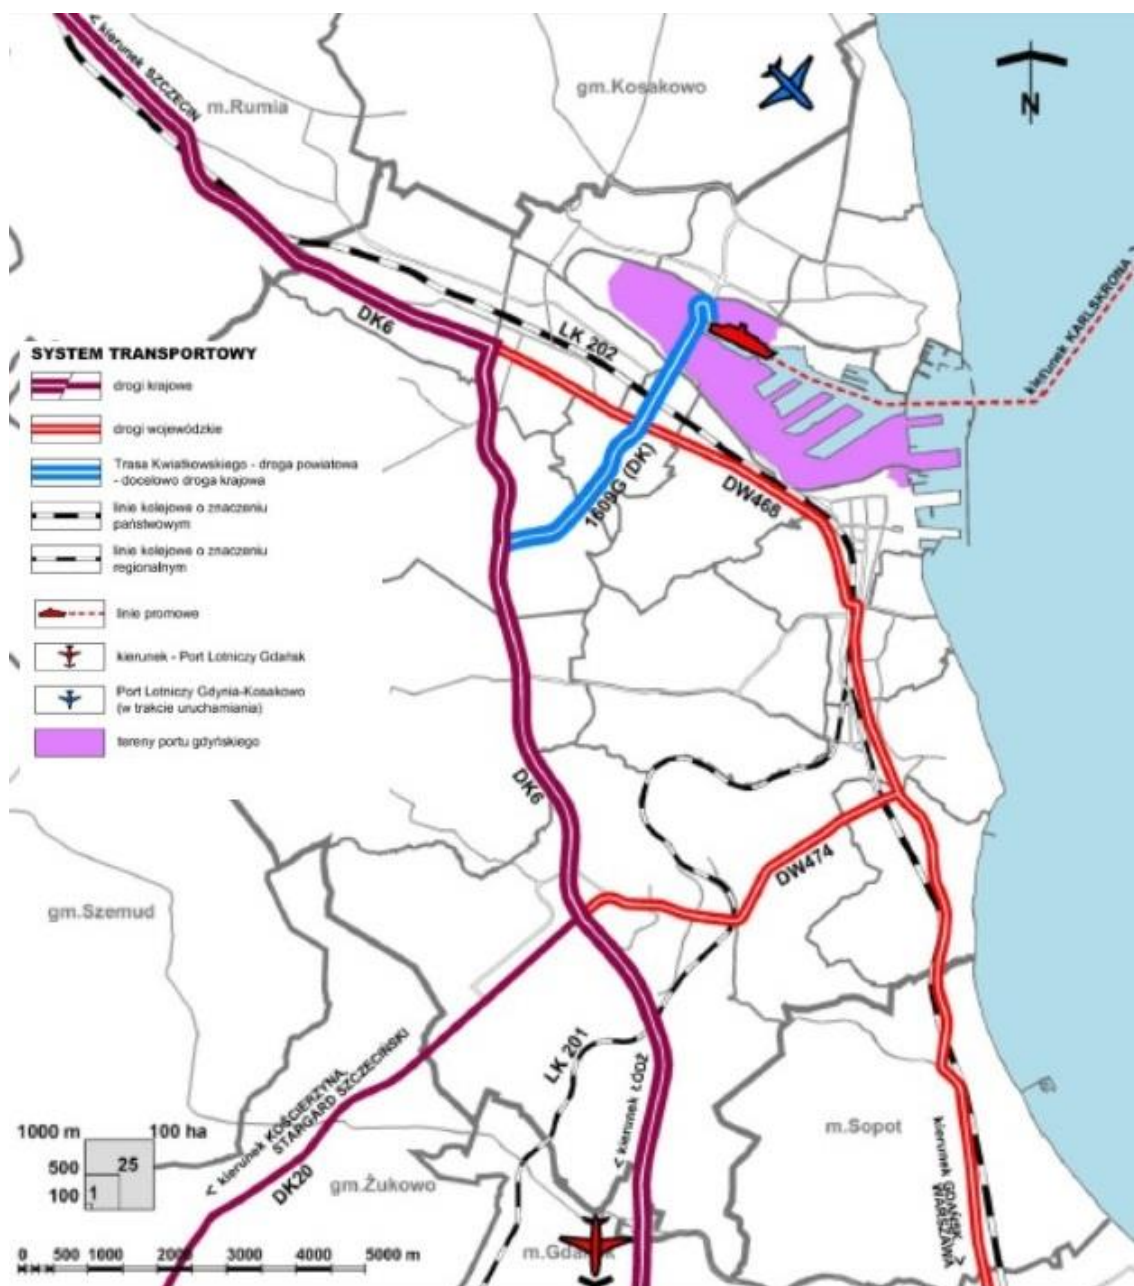 < kierunek SZCZECIN
m.Rumia
gm.Kosakowo
N
kierunek KARLSKRONA
DK6
LK 202
SYSTEM TRANSPORTOWY
drogi krajowe
drogi wojewódzkie
Trasa Kwiatkowskiego - droga powiatowa
- docelowo droga krajowa
linie kolejowe o znaczeniu
państwowym
linie kolejowe o znaczeniu
regionalnym
linie promowe
kierunek - Port Lotniczy Gdańsk
Port Lotniczy Gdynia-Kosakowo
(w trakcie uruchamiania)
tereny portu gdyńskiego
1609G (DK)
DW468
DK6
DW474
gm.Szemud
LK 201
< kierunek ŁÓDŹ
< kierunek KOŚCIERZYNA,
STARGARD SZCZECIŃSKI
DK20
m.Sopot
kierunek GDAŃSK, >
WARSZAWA
gm.Żukowo
m.Gdańsk
1000 m
100 ha
500
25
100
1
0 500 1000 2000 3000 4000 5000 m